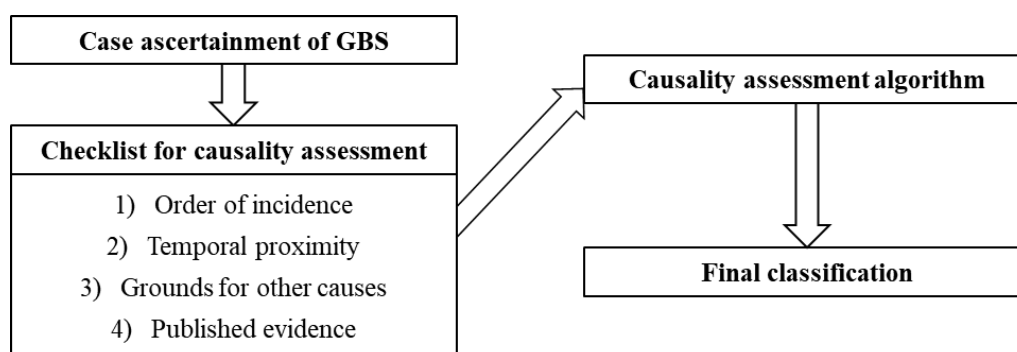 Case ascertainment of GBS
Checklist for causality assessment
1) Order of incidence
2) Temporal proximity
3) Grounds for other causes
4) Published evidence
Causality assessment algorithm
Final classification